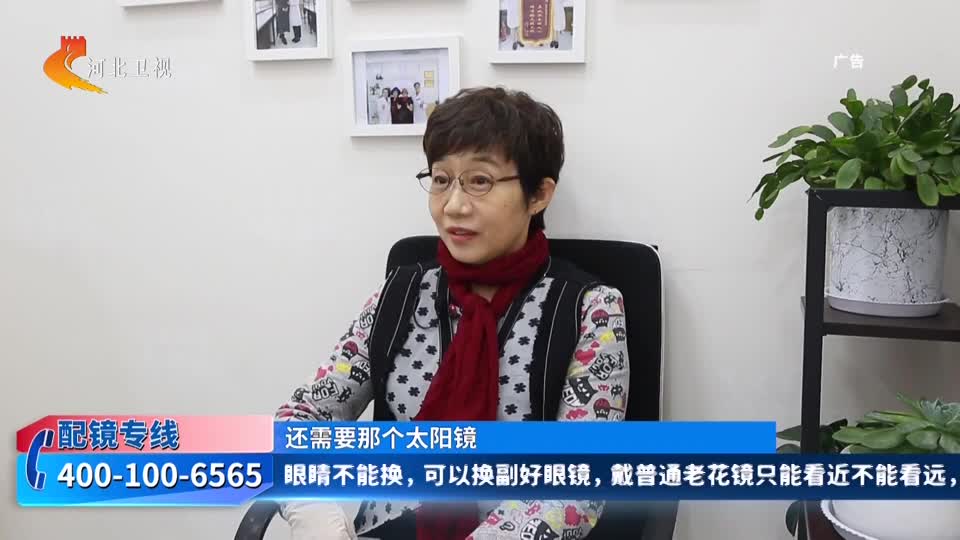 河北卫视
广告
配镜专线
还需要那个太阳镜
400-100-6565
眼睛不能换，可以换副好眼镜，戴普通老花镜只能看近不能看远，